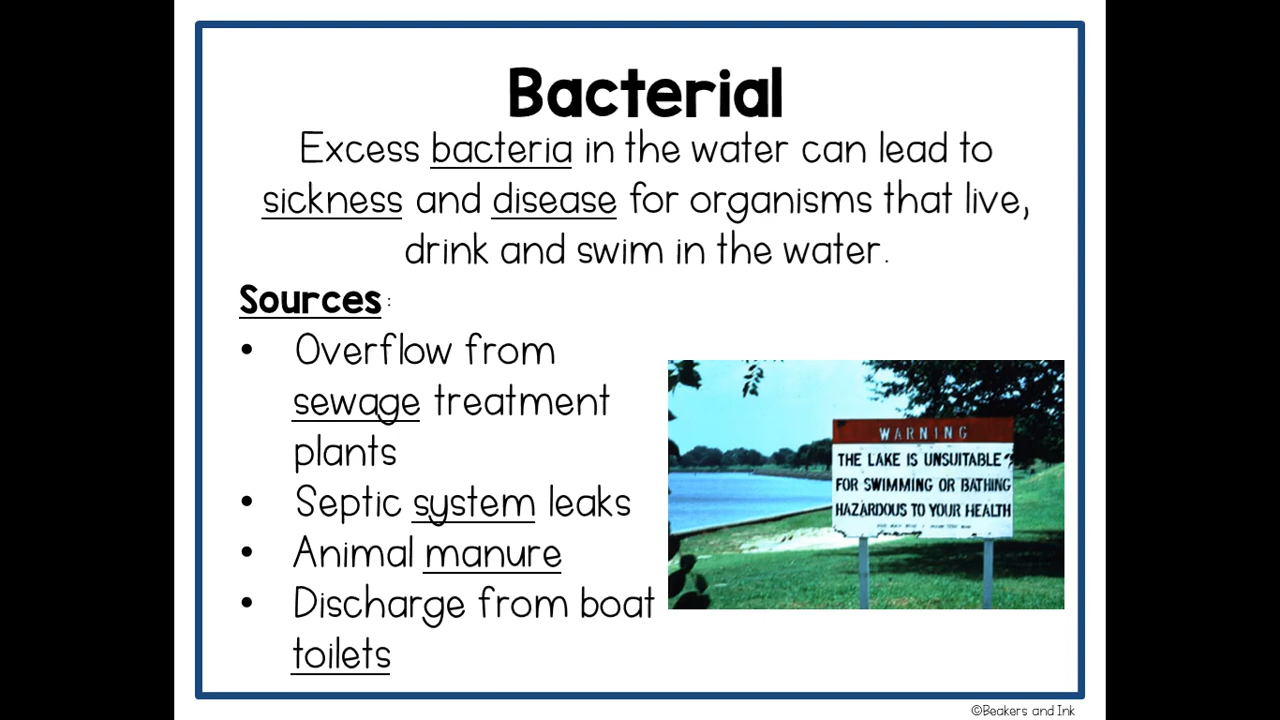 Bacterial
Excess bacteria in the water can lead to
sickness and disease for organisms that live,
drink and swim in the water.
Sources:
• Overflow from
sewage treatment
plants
• Septic system leaks
• Animal manure
• Discharge from boat
toilets
WARNING
THE LAKE IS UNSUITABLE
FOR SWIMMING OR BATHING
HAZARDOUS TO YOUR HEALTH
©Beakers and Ink